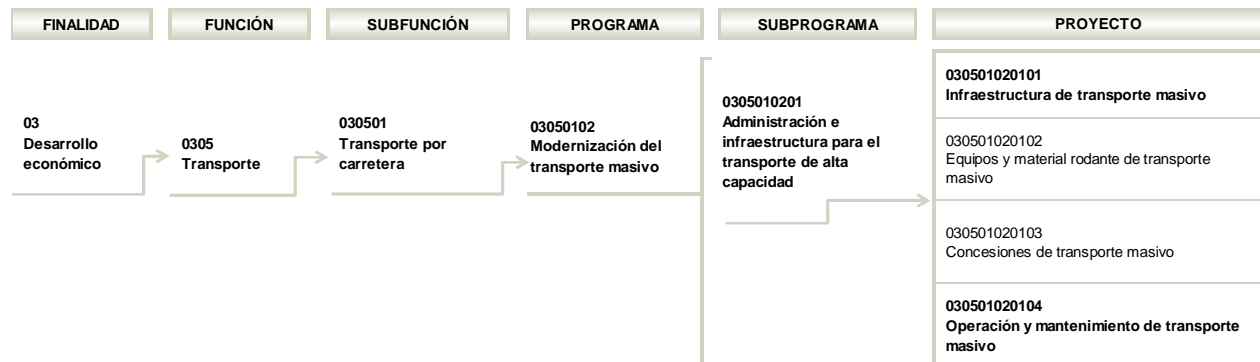 FINALIDAD
FUNCIÓN
SUBFUNCIÓN
PROGRAMA
SUBPROGRAMA
PROYECTO
03
Desarrollo
económico
0305
Transporte
030501
Transporte por
carretera
03050102
Modernización del
transporte masivo
0305010201
Administración e
infraestructura para el
transporte de alta
capacidad
030501020101
Infraestructura de transporte masivo
030501020102
Equipos y material rodante de transporte
masivo
030501020103
Concesiones de transporte masivo
030501020104
Operación y mantenimiento de transporte
masivo